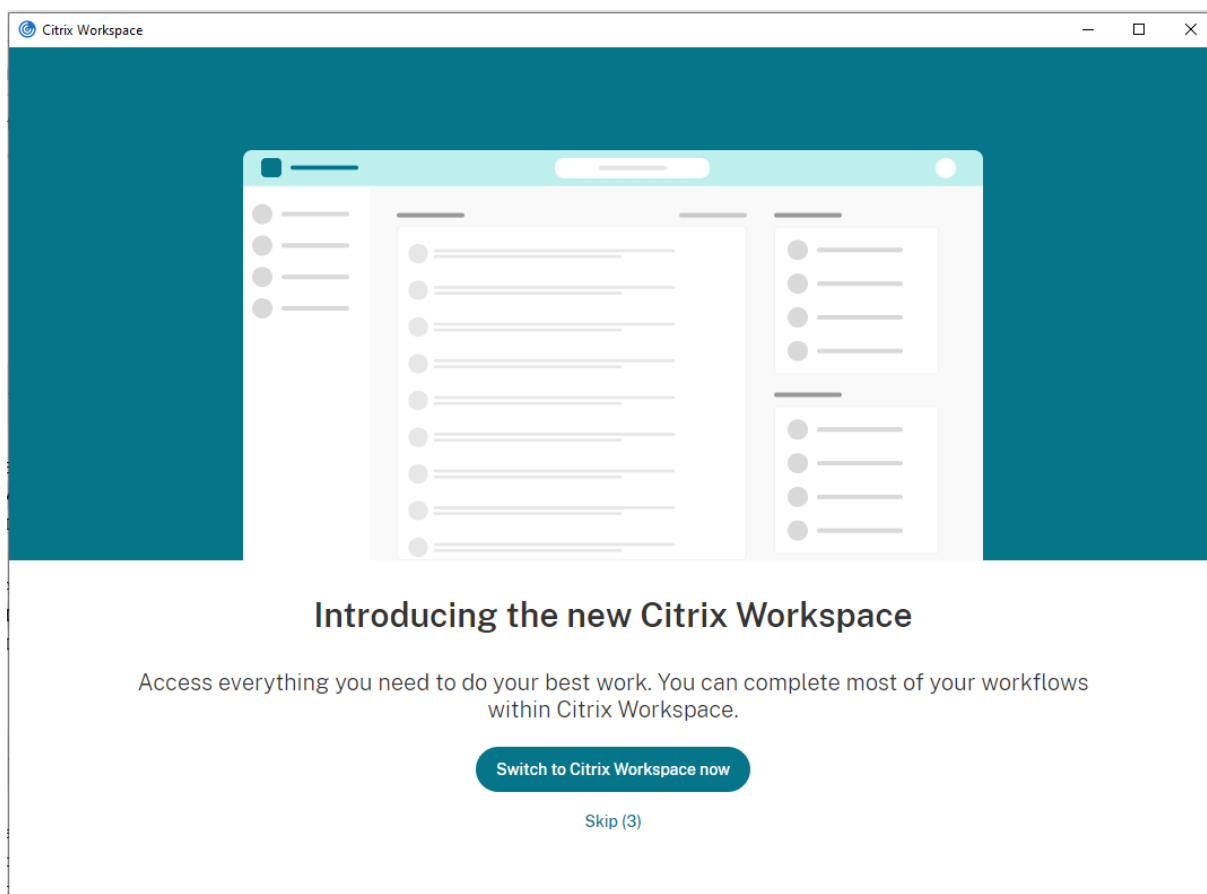 Citrix Workspace
Introducing the new Citrix Workspace
Access everything you need to do your best work. You can complete most of your workflows
within Citrix Workspace.
Switch to Citrix Workspace now
Skip (3)